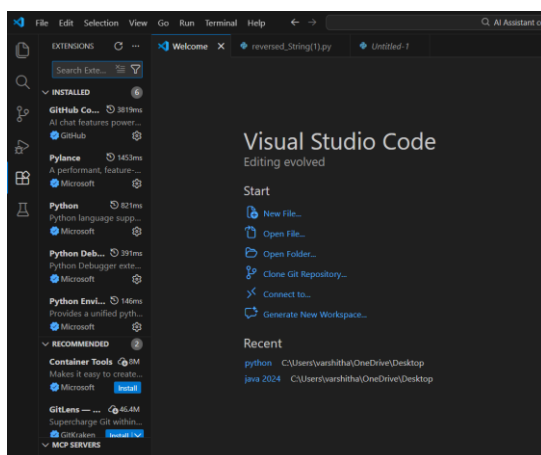 File Edit Selection View Go Run Terminal Help
AI Assistant o
EXTENSIONS
Search Exte...
INSTALLED 6
GitHub Co... 3819ms
AI chat features power...
GitHub
Pylance 1453ms
A performant, feature-...
Microsoft
Python 821ms
Python language supp...
Microsoft
Python Deb... 391ms
Python Debugger exte...
Microsoft
Python Envi... 146ms
Provides a unified pyth...
Microsoft
RECOMMENDED 2
Container Tools 8M
Makes it easy to create...
Microsoft Install
GitLens — ... 46.4M
Supercharge Git within...
GitKraken Install
MCP SERVERS
Welcome reversed_String(1).py Untitled-1
Visual Studio Code
Editing evolved
Start
New File...
Open File...
Open Folder...
Clone Git Repository...
Connect to...
Generate New Workspace...
Recent
python C:\Users\varshitha\OneDrive\Desktop
java 2024 C:\Users\varshitha\OneDrive\Desktop